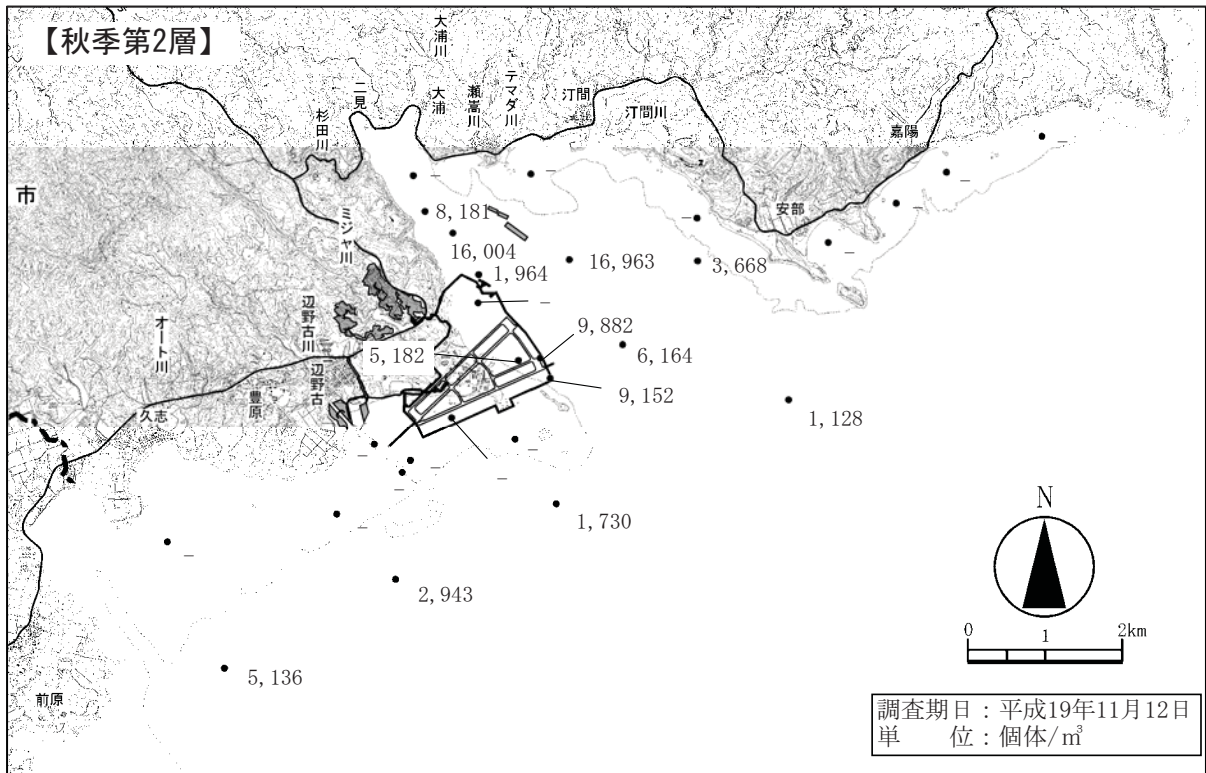 【秋季第2層】
大浦川
テマダ川
瀬嵩川
大浦
二見
杉田川
汀間
汀間川
嘉陽
安部
市
ミジャ川
辺野古川
辺野古
オート川
豊原
久志
前原
–
–
–
–
–
–
–
8,181
16,004
1,964
16,963
3,668
–
9,882
5,182
6,164
9,152
1,128
–
–
–
–
–
–
–
1,730
2,943
5,136
N
0 1 2km
調査期日：平成19年11月12日
単　　位：個体/㎥